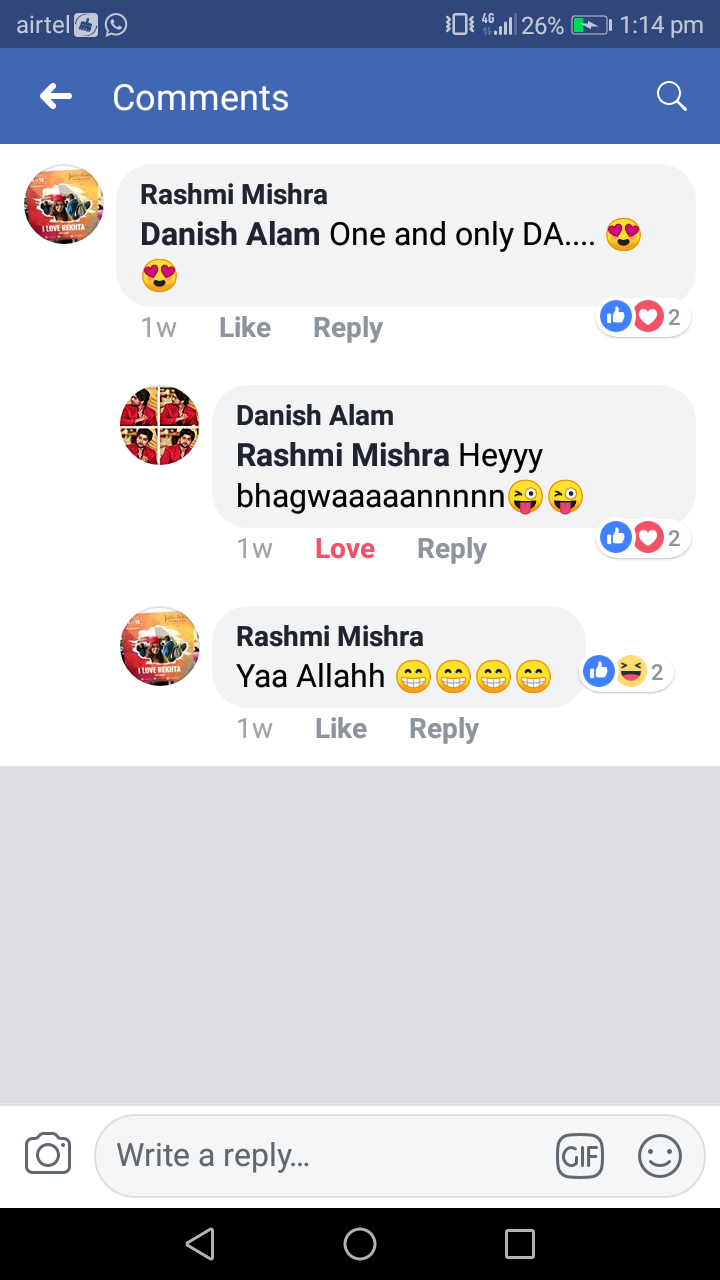 airtel 4G 26% 1:14 pm
Comments
Rashmi Mishra
Danish Alam One and only DA.... 😍
😍
1w Like Reply 2
Danish Alam
Rashmi Mishra Heyyy
bhagwaaaaannnnn😜😜
1w Love Reply 2
Rashmi Mishra
Yaa Allahh 😁😁😁😁 2
1w Like Reply
Write a reply... GIF
I LOVE REKHTA
I LOVE REKHTA